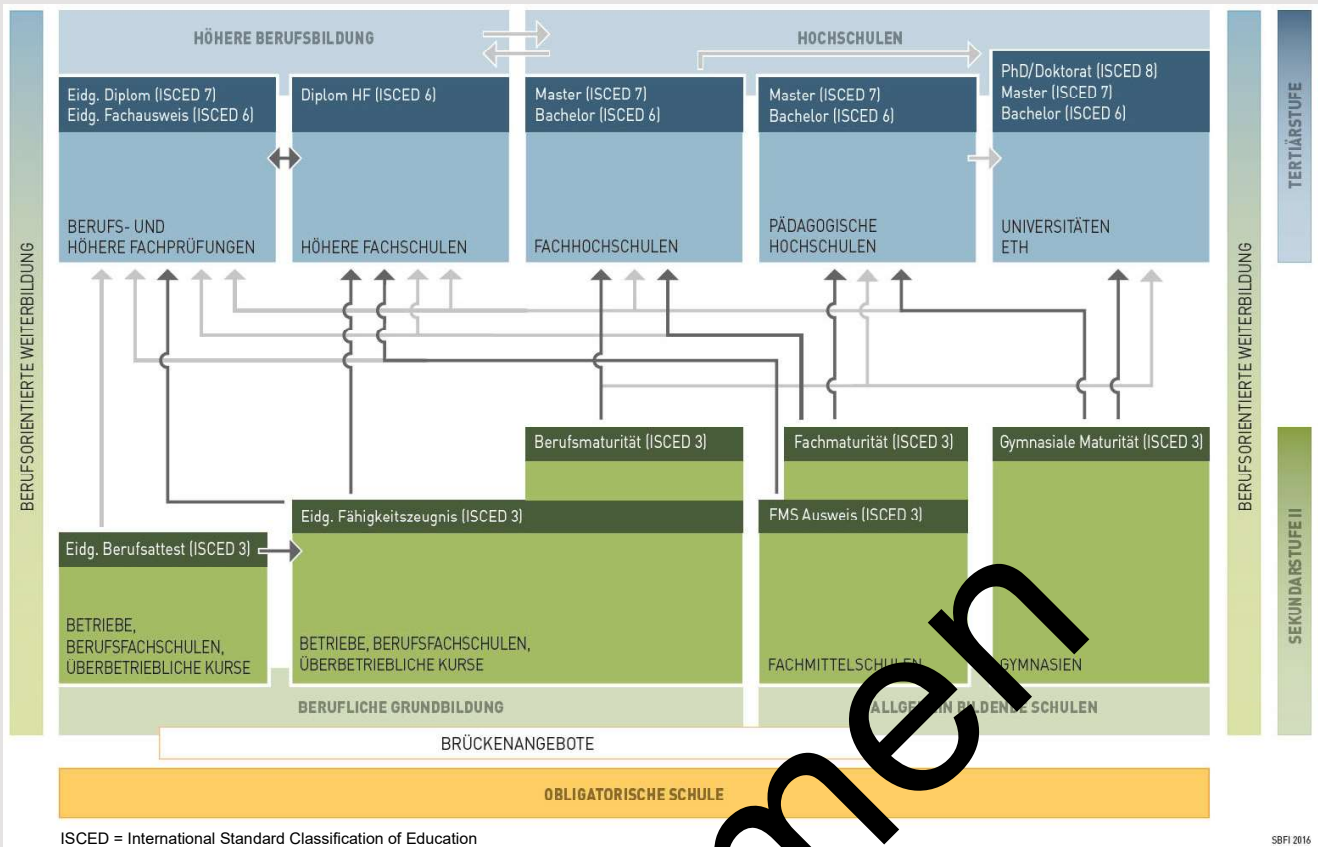 HÖHERE BERUFSBILDUNG
HOCHSCHULEN
Eidg. Diplom (ISCED 7)
Eidg. Fachausweis (ISCED 6)
BERUFS- UND
HÖHERE FACHPRÜFUNGEN
Diplom HF (ISCED 6)
HÖHERE FACHSCHULEN
Master (ISCED 7)
Bachelor (ISCED 6)
FACHHOCHSCHULEN
Master (ISCED 7)
Bachelor (ISCED 6)
PÄDAGOGISCHE
HOCHSCHULEN
PhD/Doktorat (ISCED 8)
Master (ISCED 7)
Bachelor (ISCED 6)
UNIVERSITÄTEN
ETH
TERTIÄRSTUFE
BERUFSORIENTIERTE WEITERBILDUNG
BERUFSORIENTIERTE WEITERBILDUNG
Berufsmaturität (ISCED 3)
Fachmaturität (ISCED 3)
Gymnasiale Maturität (ISCED 3)
Eidg. Fähigkeitszeugnis (ISCED 3)
FMS Ausweis (ISCED 3)
Eidg. Berufsattest (ISCED 3)
BETRIEBE,
BERUFSFACHSCHULEN,
ÜBERBETRIEBLICHE KURSE
BETRIEBE, BERUFSFACHSCHULEN,
ÜBERBETRIEBLICHE KURSE
FACHMITTELSCHULEN
GYMNASIEN
SEKUNDARSTUFE II
BERUFLICHE GRUNDBILDUNG
ALLGEMEIN BILDENDE SCHULEN
BRÜCKENANGEBOTE
OBLIGATORISCHE SCHULE
ISCED = International Standard Classification of Education
SBFI 2016